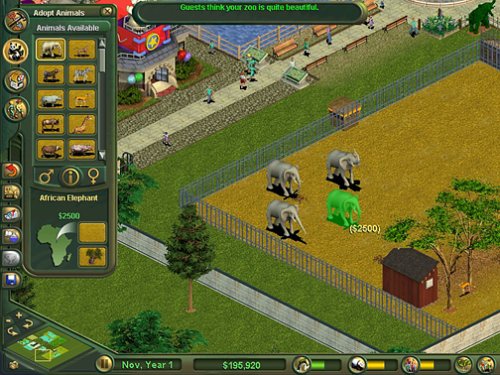 Adopt Animals
Guests think your zoo is quite beautiful.
Animals Available
African Elephant
$2500
($2500)
Nov, Year 1
$195,920